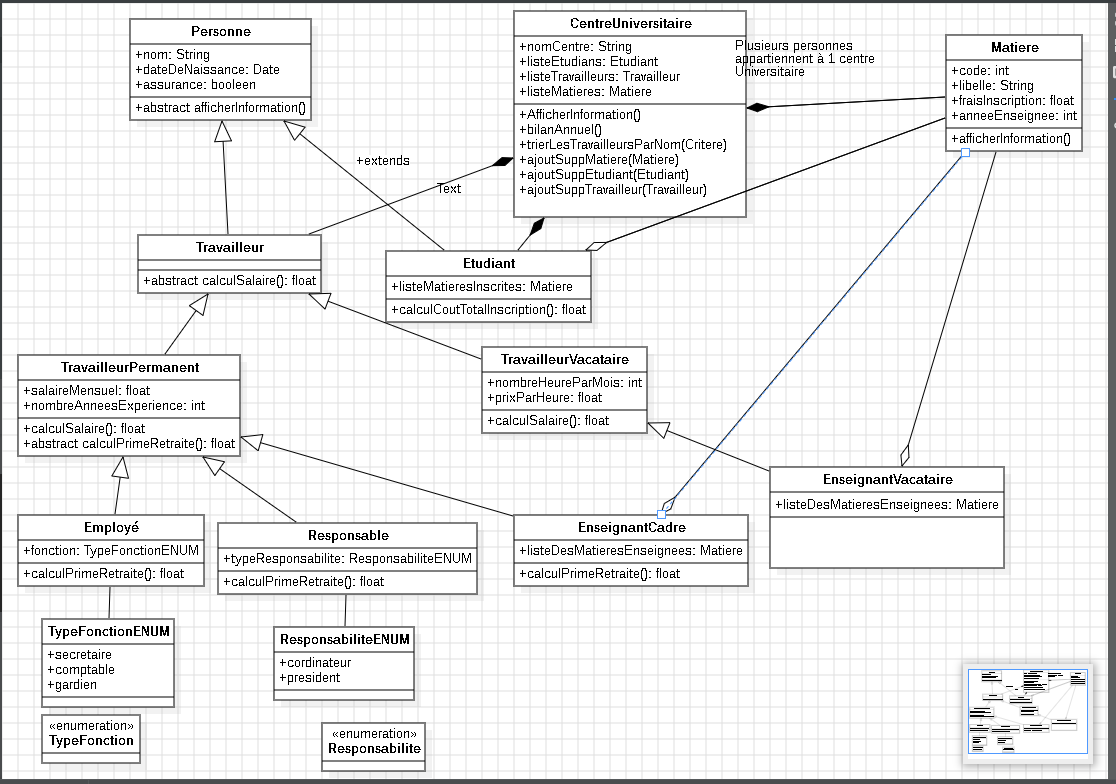 Personne
+nom: String
+dateDeNaissance: Date
+assurance: booleen
+abstract afficherInformation()
CentreUniversitaire
+nomCentre: String
+listeEtudians: Etudiant
+listeTravailleurs: Travailleur
+listeMatieres: Matiere
+AfficherInformation()
+bilanAnnuel()
+trierLesTravailleursParNom(Critere)
+ajoutSuppMatiere(Matiere)
+ajoutSuppEtudiant(Etudiant)
+ajoutSuppTravailleur(Travailleur)
Plusieurs personnes
appartiennent à 1 centre
Universitaire
Matiere
+code: int
+libelle: String
+fraisInscription: float
+anneeEnseignee: int
+afficherInformation()
+extends
Text
Travailleur
+abstract calculSalaire(): float
Etudiant
+listeMatieresInscrites: Matiere
+calculCoutTotalInscription(): float
TravailleurPermanent
+salaireMensuel: float
+nombreAnneesExperience: int
+calculSalaire(): float
+abstract calculPrimeRetraite(): float
TravailleurVacataire
+nombreHeureParMois: int
+prixParHeure: float
+calculSalaire(): float
EnseignantVacataire
+listeDesMatieresEnseignees: Matiere
Employé
+fonction: TypeFonctionENUM
+calculPrimeRetraite(): float
Responsable
+typeResponsabilite: ResponsabiliteENUM
+calculPrimeRetraite(): float
EnseignantCadre
+listeDesMatieresEnseignees: Matiere
+calculPrimeRetraite(): float
TypeFonctionENUM
+secretaire
+comptable
+gardien
ResponsabiliteENUM
+cordinateur
+president
«enumeration»
TypeFonction
«enumeration»
Responsabilite